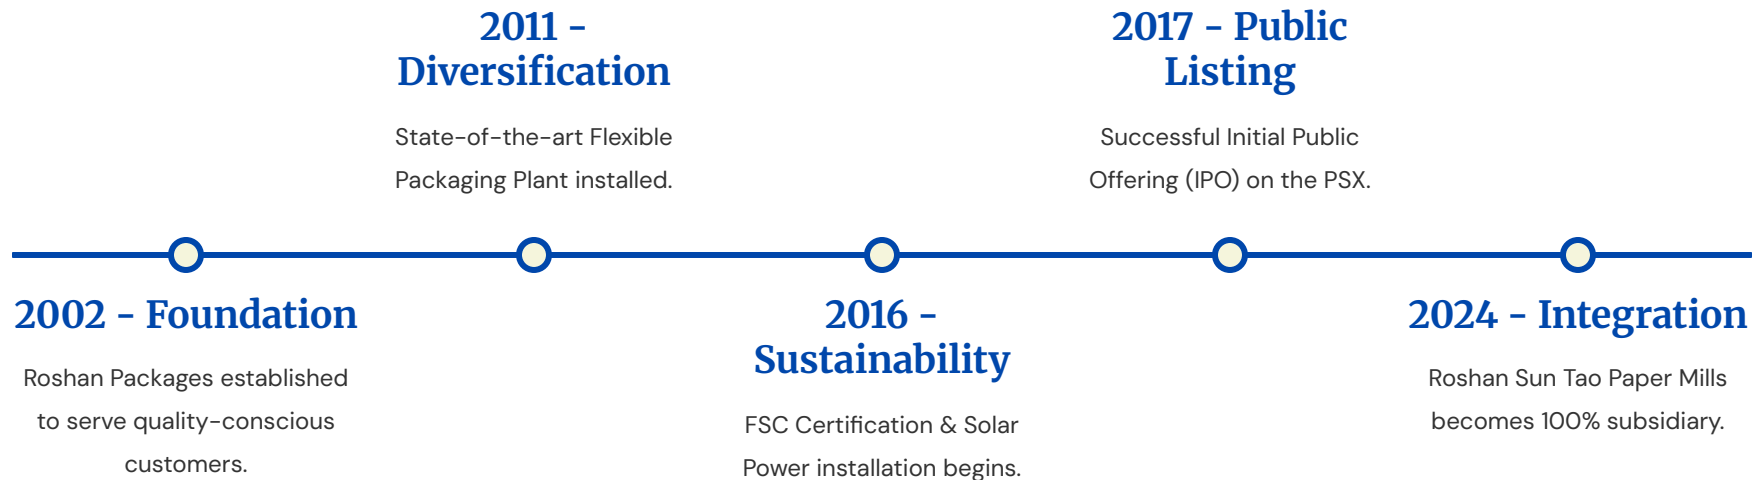 2002 - Foundation
Roshan Packages established
to serve quality-conscious
customers.
2011 -
Diversification
State-of-the-art Flexible
Packaging Plant installed.
2016 -
Sustainability
FSC Certification & Solar
Power installation begins.
2017 - Public
Listing
Successful Initial Public
Offering (IPO) on the PSX.
2024 - Integration
Roshan Sun Tao Paper Mills
becomes 100% subsidiary.